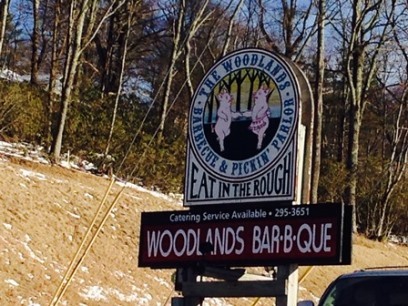 THE WOODLANDS
BARBECUE & PICKIN' PARLOR
EAT IN THE ROUGH
Catering Service Available • 295-3651
WOODLANDS BAR·B·QUE